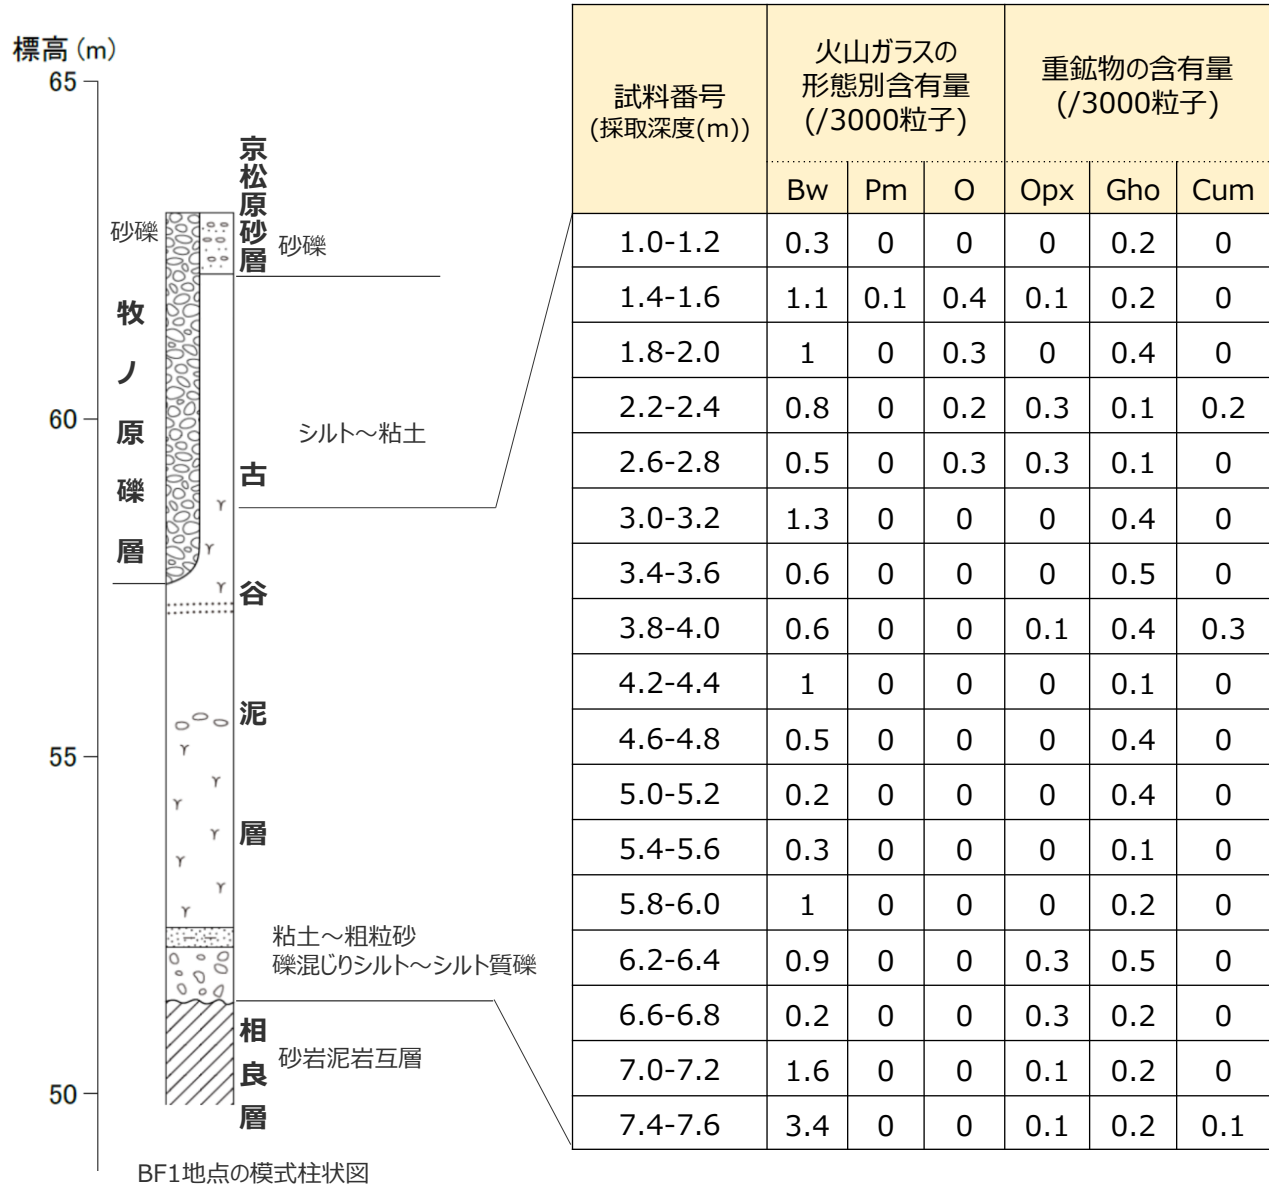 標高(m)
65
60
55
50
京松原砂層
砂礫
砂礫
牧ノ原礫層
シルト～粘土
古谷泥層
粘土～粗粒砂
礫混じりシルト～シルト質礫
相良層
砂岩泥岩互層
BF1地点の模式柱状図
試料番号
(採取深度(m))
火山ガラスの
形態別含有量
(/3000粒子)
重鉱物の含有量
(/3000粒子)
Bw Pm O Opx Gho Cum
1.0-1.2 0.3 0 0 0 0.2 0
1.4-1.6 1.1 0.1 0.4 0.1 0.2 0
1.8-2.0 1 0 0.3 0 0.4 0
2.2-2.4 0.8 0 0.2 0.3 0.1 0.2
2.6-2.8 0.5 0 0.3 0.3 0.1 0
3.0-3.2 1.3 0 0 0 0.4 0
3.4-3.6 0.6 0 0 0 0.5 0
3.8-4.0 0.6 0 0 0.1 0.4 0.3
4.2-4.4 1 0 0 0 0.1 0
4.6-4.8 0.5 0 0 0 0.4 0
5.0-5.2 0.2 0 0 0 0.4 0
5.4-5.6 0.3 0 0 0 0.1 0
5.8-6.0 1 0 0 0 0.2 0
6.2-6.4 0.9 0 0 0.3 0.5 0
6.6-6.8 0.2 0 0 0.3 0.2 0
7.0-7.2 1.6 0 0 0.1 0.2 0
7.4-7.6 3.4 0 0 0.1 0.2 0.1